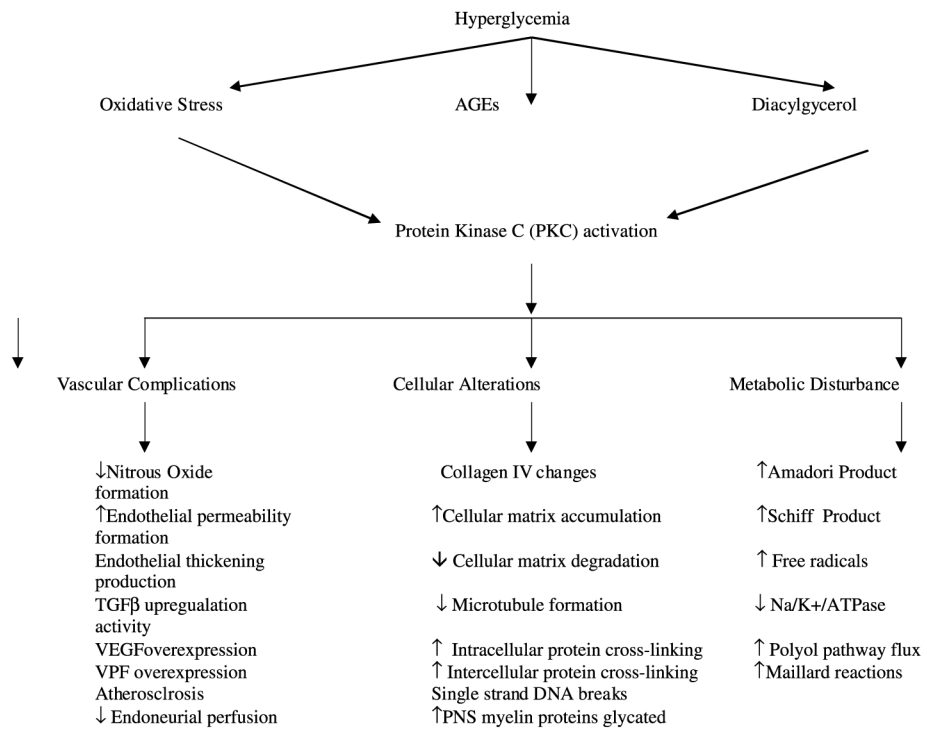 Hyperglycemia
Oxidative Stress AGEs Diacylgycerol
Protein Kinase C (PKC) activation
Vascular Complications Cellular Alterations Metabolic Disturbance
↓Nitrous Oxide formation
Collagen IV changes
↑Amadori Product
↑Endothelial permeability formation
↑Cellular matrix accumulation
↑Schiff Product
Endothelial thickening production
↓ Cellular matrix degradation
↑ Free radicals
TGFβ upregualation activity
↓ Microtubule formation
↓ Na/K+/ATPase
VEGFoverexpression
↑ Intracellular protein cross-linking
↑ Polyol pathway flux
VPF overexpression
↑ Intercellular protein cross-linking
↑Maillard reactions
Atherosclrosis
Single strand DNA breaks
↓ Endoneurial perfusion
↑PNS myelin proteins glycated